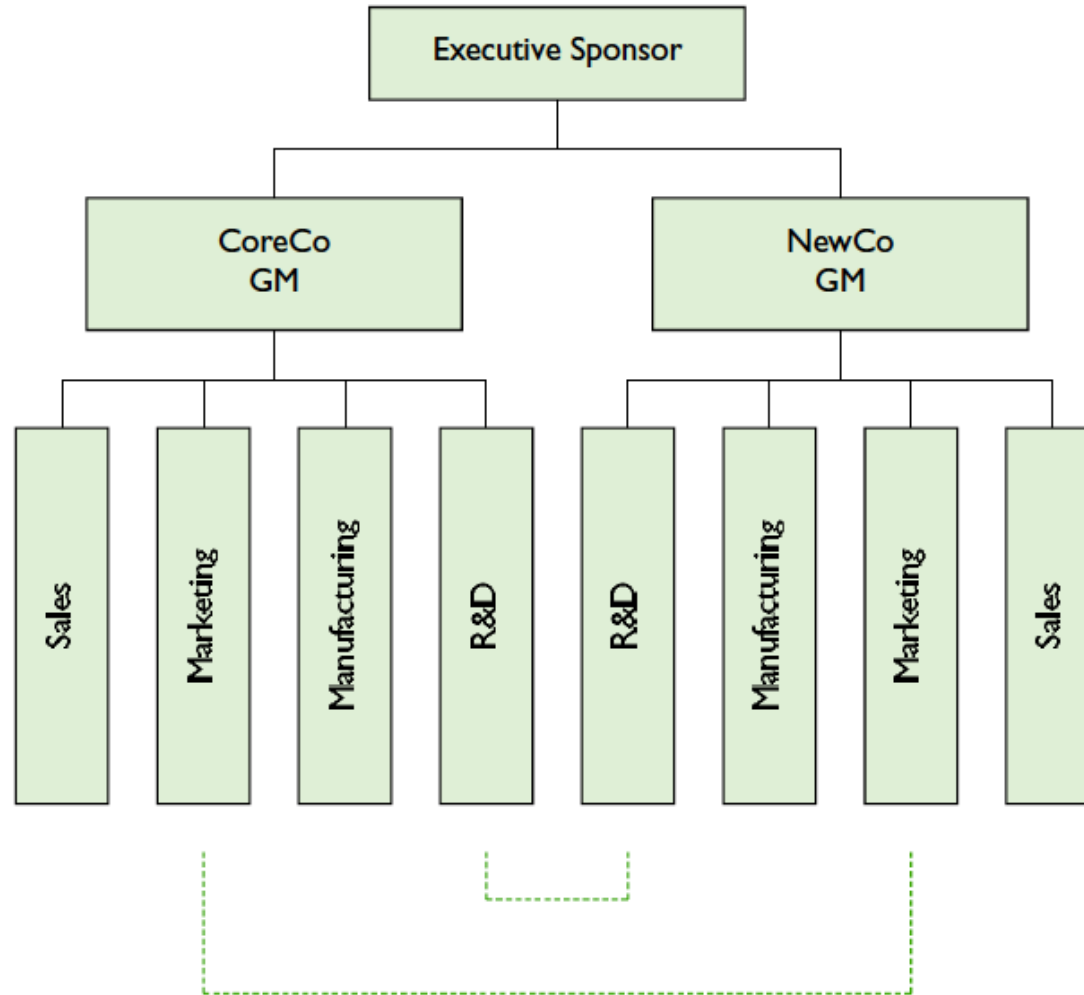 Executive Sponsor
CoreCo
GM
NewCo
GM
Sales
Marketing
Manufacturing
R&D
R&D
Manufacturing
Marketing
Sales